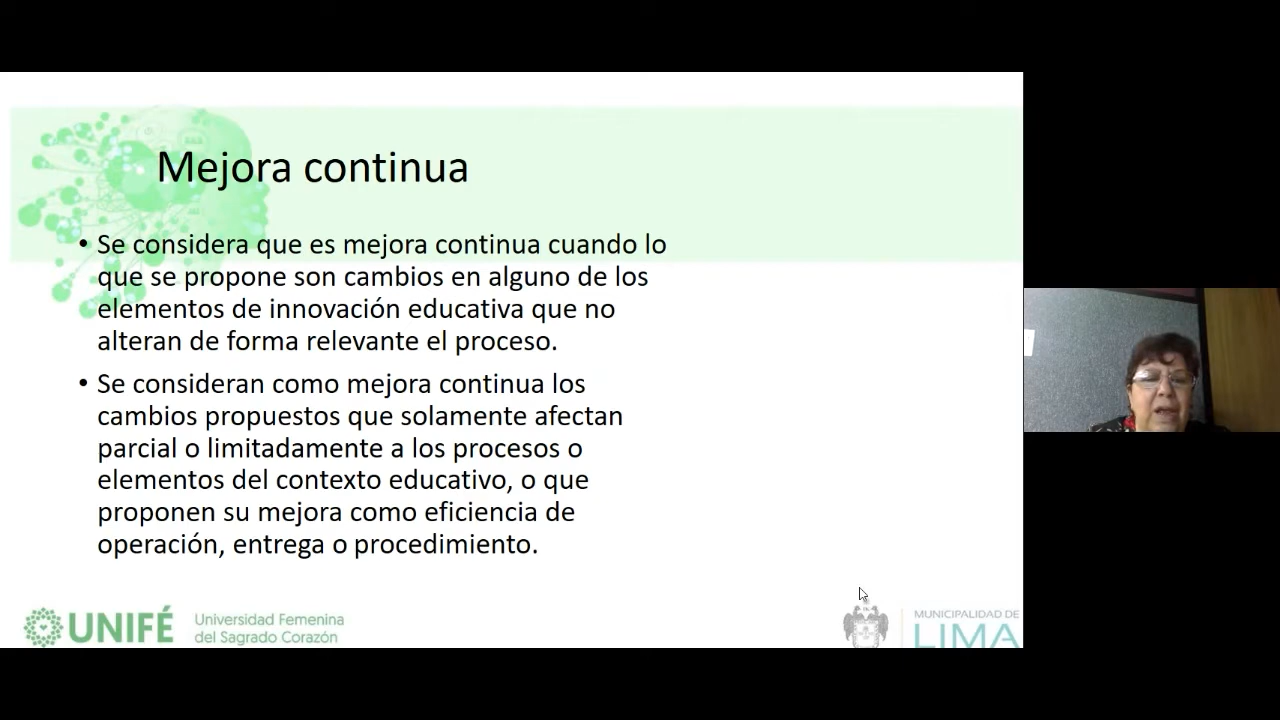 Mejora continua
• Se considera que es mejora continua cuando lo
que se propone son cambios en alguno de los
elementos de innovación educativa que no
alteran de forma relevante el proceso.
• Se consideran como mejora continua los
cambios propuestos que solamente afectan
parcial o limitadamente a los procesos o
elementos del contexto educativo, o que
proponen su mejora como eficiencia de
operación, entrega o procedimiento.
UNIFÉ
Universidad Femenina
del Sagrado Corazón
MUNICIPALIDAD DE
LIMA